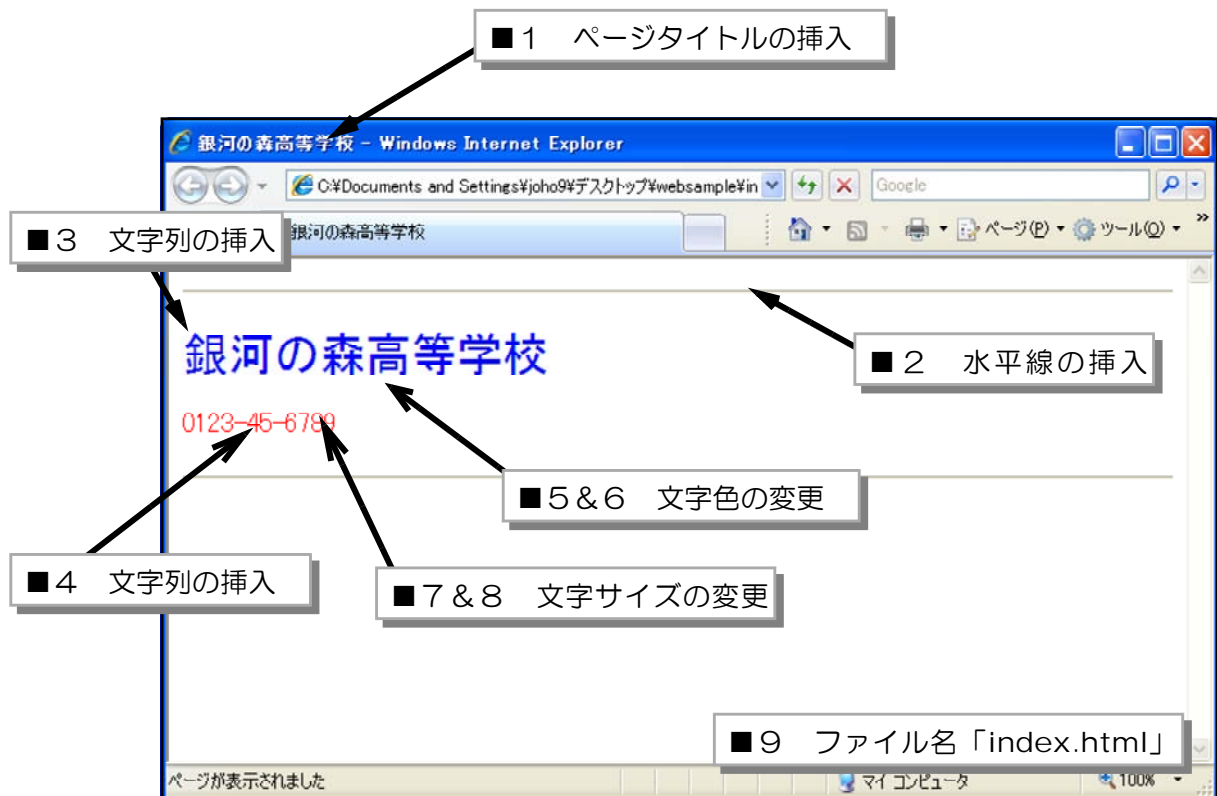 ■1 ページタイトルの挿入
銀河の森高等学校 - Windows Internet Explorer
C:¥Documents and Settings¥joho9¥デスクトップ¥websample¥in
Google
■3 文字列の挿入
銀河の森高等学校
ページ(P)
ツール(O)
»
銀河の森高等学校
■2 水平線の挿入
0123-45-6789
■5&6 文字色の変更
■4 文字列の挿入
■7&8 文字サイズの変更
■9 ファイル名「index.html」
ページが表示されました
マイ コンピュータ
100%